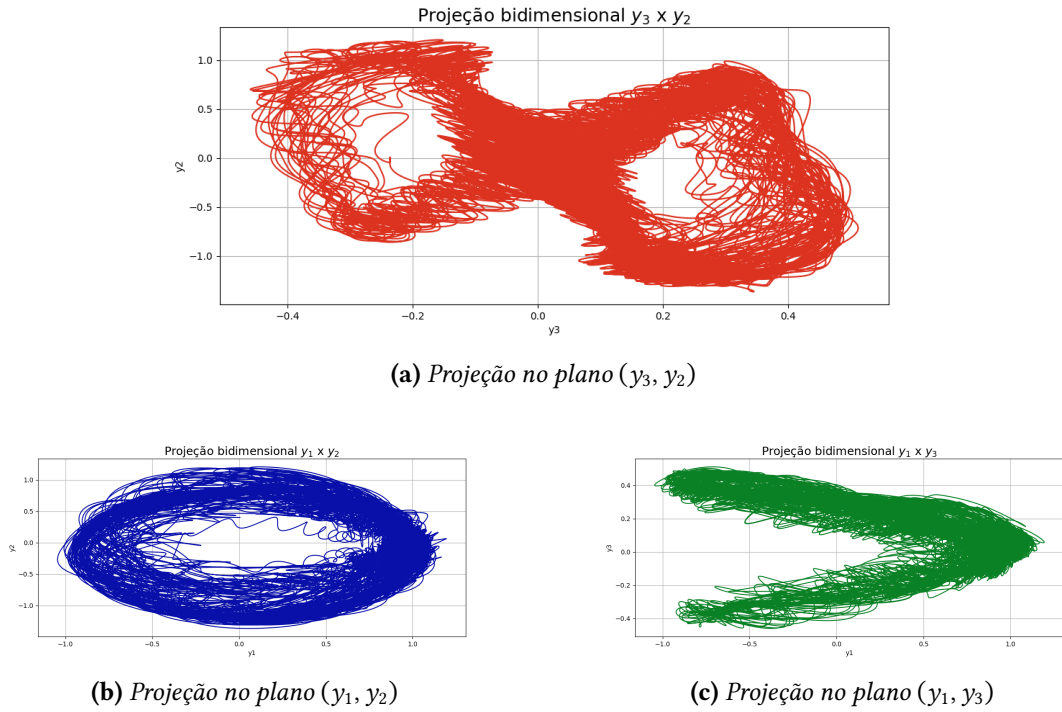 Projeção bidimensional y₃ x y₂
1.0
0.5
0.0
−0.5
−1.0
y2
−0.4
−0.2
0.0
0.2
0.4
y3
(a) Projeção no plano (y₃, y₂)
Projeção bidimensional y₁ x y₂
1.0
0.5
0.0
−0.5
−1.0
y2
−1.0
−0.5
0.0
0.5
1.0
y1
(b) Projeção no plano (y₁, y₂)
Projeção bidimensional y₁ x y₃
0.4
0.2
0.0
−0.2
−0.4
y3
−1.0
−0.5
0.0
0.5
1.0
y1
(c) Projeção no plano (y₁, y₃)